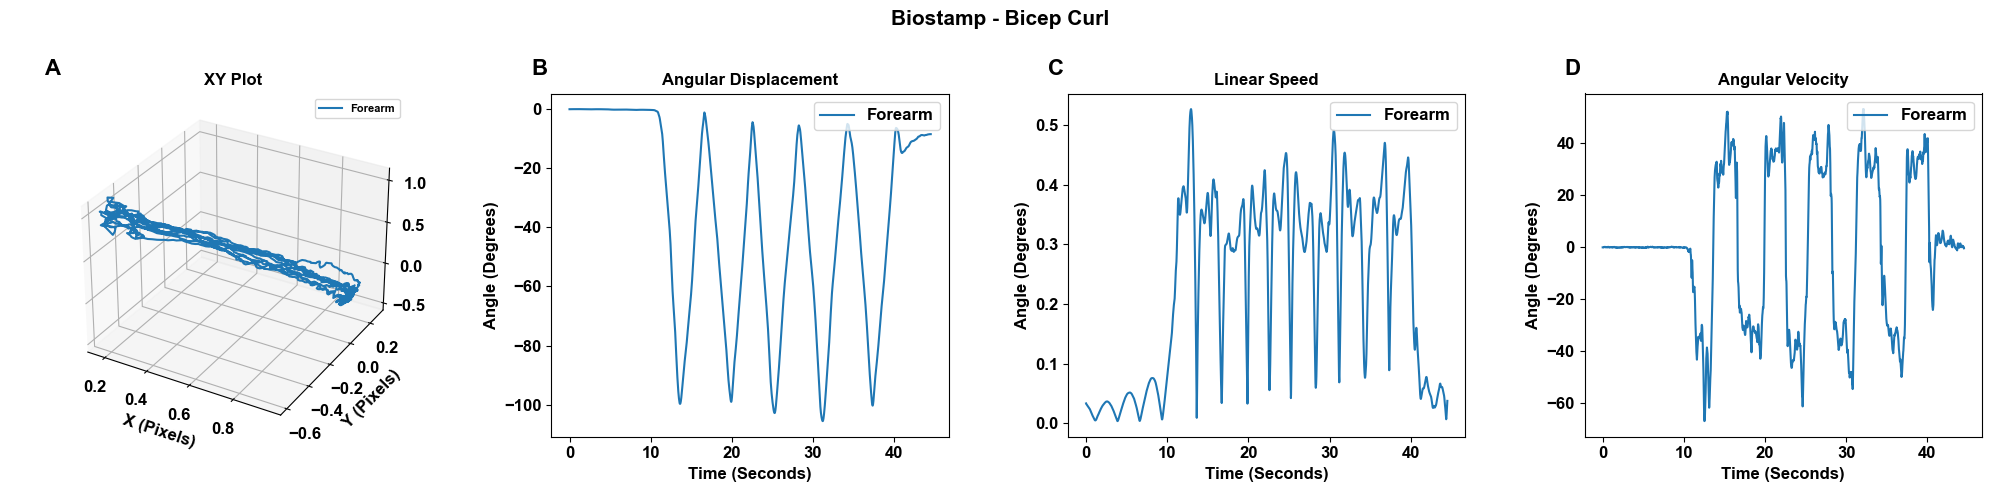 Biostamp - Bicep Curl
A
XY Plot
Forearm
1.0
0.5
0.0
−0.5
0.2
0.0
−0.2
−0.4
−0.6
Y (Pixels)
0.2
0.4
0.6
0.8
X (Pixels)
B
Angular Displacement
Forearm
0
−20
−40
−60
−80
−100
Angle (Degrees)
0 10 20 30 40
Time (Seconds)
C
Linear Speed
Forearm
0.5
0.4
0.3
0.2
0.1
0.0
Angle (Degrees)
0 10 20 30 40
Time (Seconds)
D
Angular Velocity
Forearm
40
20
0
−20
−40
−60
Angle (Degrees)
0 10 20 30 40
Time (Seconds)